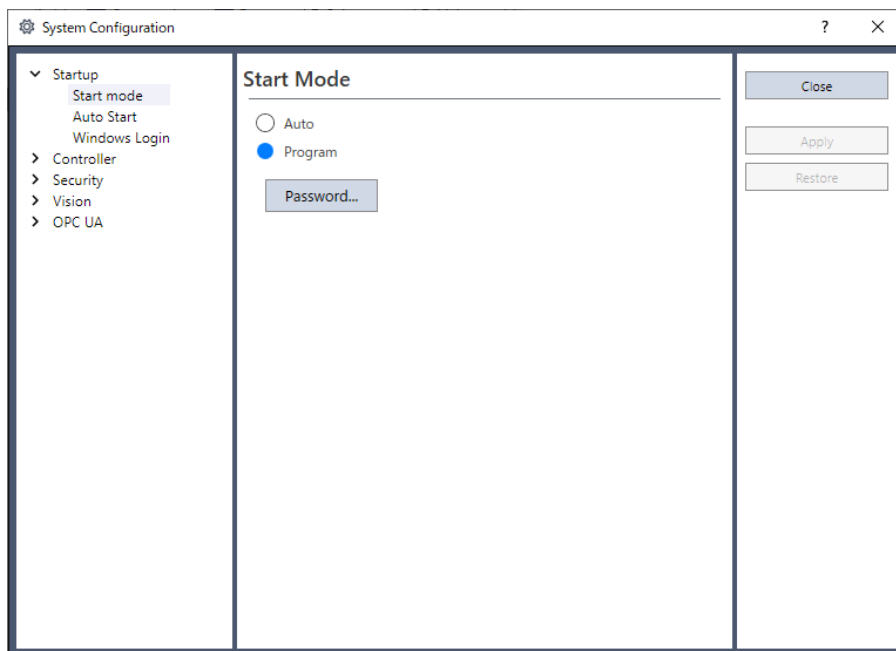 System Configuration
?
Startup
Start mode
Auto Start
Windows Login
Controller
Security
Vision
OPC UA
Start Mode
Auto
Program
Password...
Close
Apply
Restore